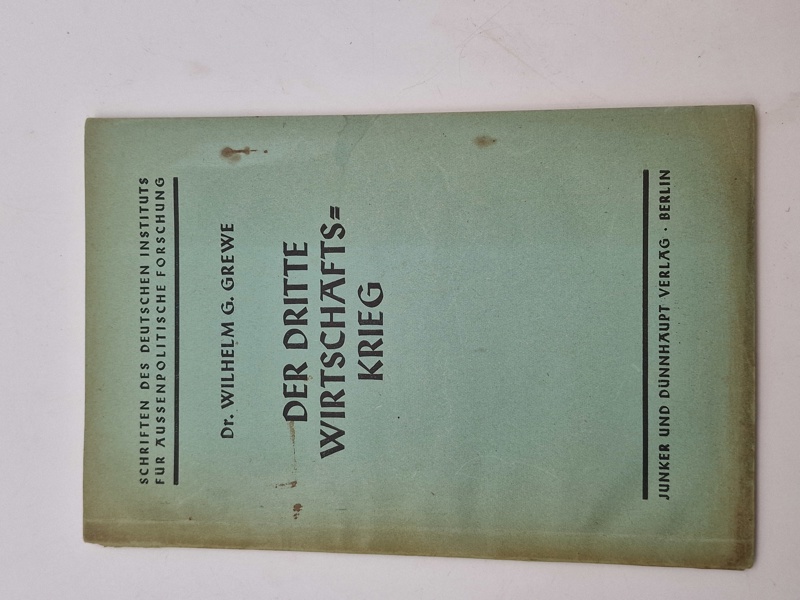 SCHRIFTEN DES DEUTSCHEN INSTITUTS
FÜR AUSSENPOLITISCHE FORSCHUNG
Dr. WILHELM G. GREWE
DER DRITTE
WIRTSCHAFTS=
KRIEG
JUNKER UND DÜNNHAUPT VERLAG · BERLIN